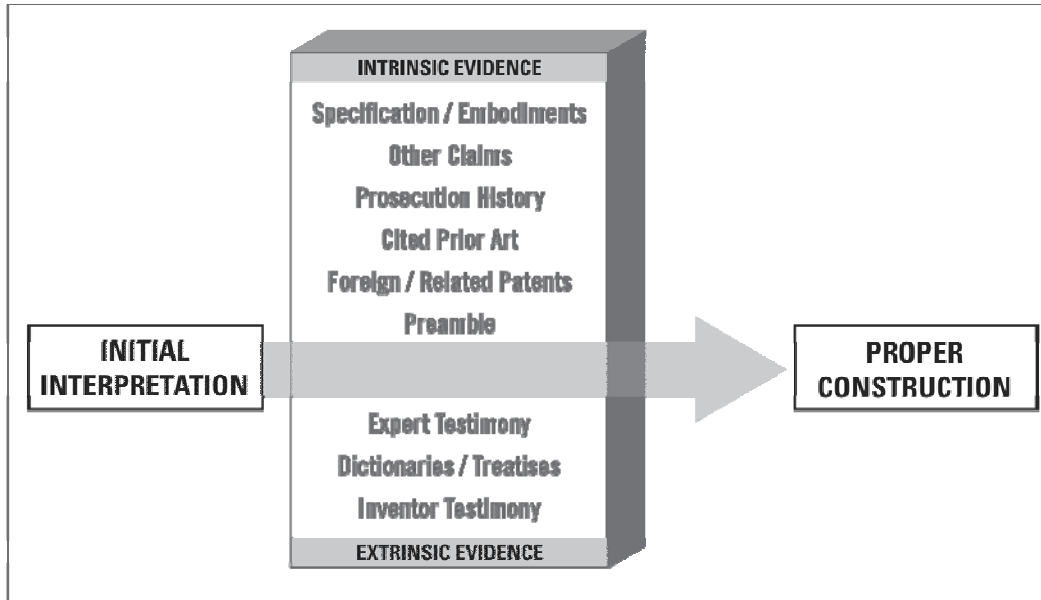 INTRINSIC EVIDENCE
Specification / Embodiments
Other Claims
Prosecution History
Cited Prior Art
Foreign / Related Patents
Preamble
INITIAL
INTERPRETATION
PROPER
CONSTRUCTION
Expert Testimony
Dictionaries / Treatises
Inventor Testimony
EXTRINSIC EVIDENCE